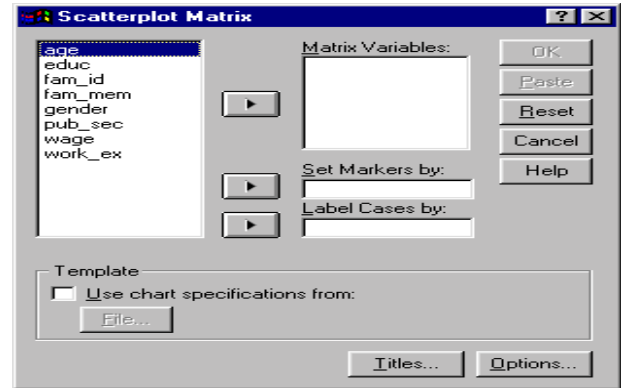 Scatterplot Matrix
? X
age
educ
fam_id
fam_mem
gender
pub_sec
wage
work_ex
Matrix Variables:
Set Markers by:
Label Cases by:
OK
Paste
Reset
Cancel
Help
Template
Use chart specifications from:
File...
Titles...
Options...